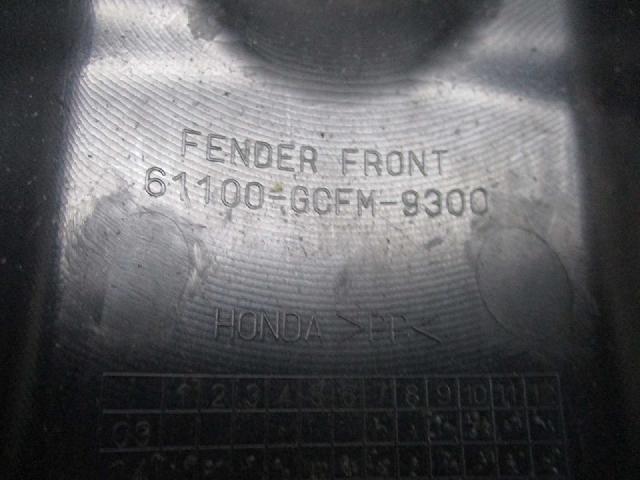 FENDER FRONT
61100-GCFM-9300
HONDA >PP<
1 2 3 4 5 6 7 8 9 10 11 12
03